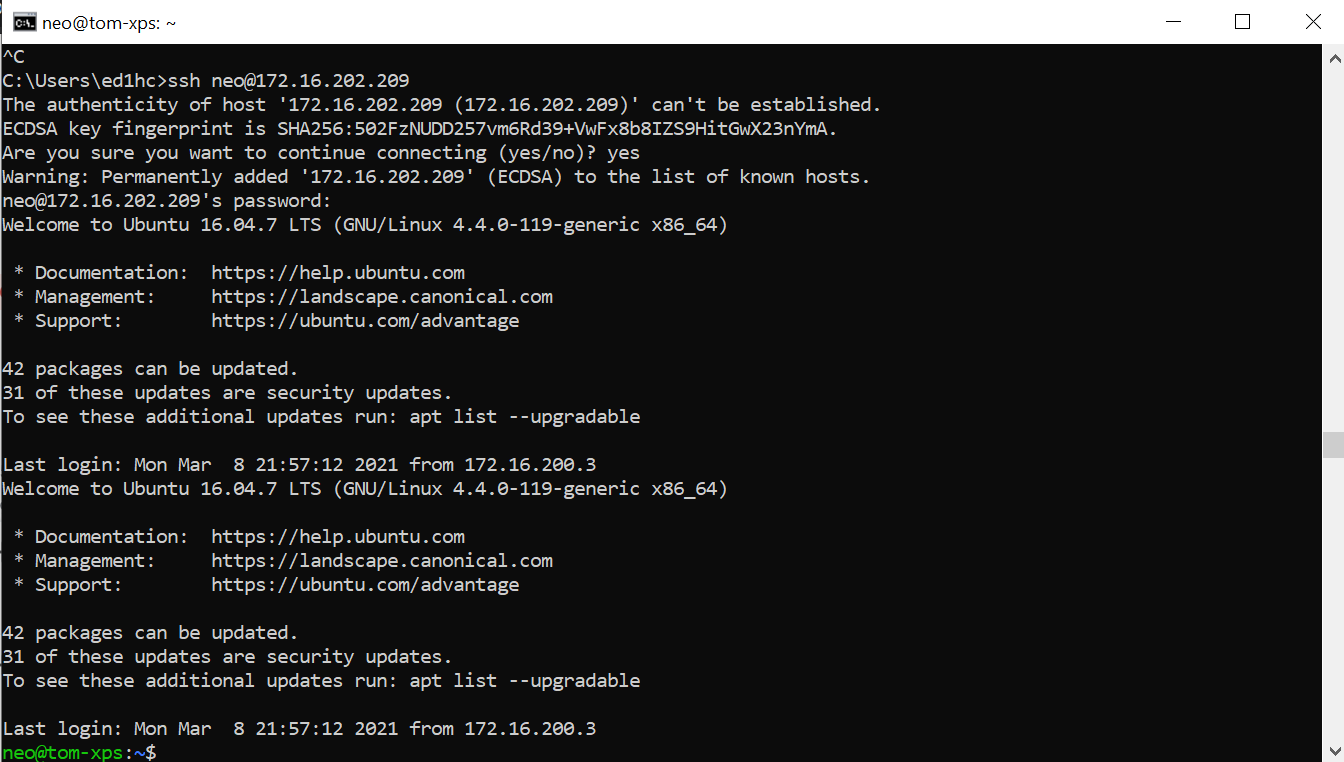 neo@tom-xps: ~
^C
C:\Users\ed1hc>ssh neo@172.16.202.209
The authenticity of host '172.16.202.209 (172.16.202.209)' can't be established.
ECDSA key fingerprint is SHA256:502FzNUDD257vm6Rd39+VwFx8b8IZS9HitGwX23nYmA.
Are you sure you want to continue connecting (yes/no)? yes
Warning: Permanently added '172.16.202.209' (ECDSA) to the list of known hosts.
neo@172.16.202.209's password:
Welcome to Ubuntu 16.04.7 LTS (GNU/Linux 4.4.0-119-generic x86_64)

 * Documentation:  https://help.ubuntu.com
 * Management:     https://landscape.canonical.com
 * Support:        https://ubuntu.com/advantage

42 packages can be updated.
31 of these updates are security updates.
To see these additional updates run: apt list --upgradable

Last login: Mon Mar  8 21:57:12 2021 from 172.16.200.3
Welcome to Ubuntu 16.04.7 LTS (GNU/Linux 4.4.0-119-generic x86_64)

 * Documentation:  https://help.ubuntu.com
 * Management:     https://landscape.canonical.com
 * Support:        https://ubuntu.com/advantage

42 packages can be updated.
31 of these updates are security updates.
To see these additional updates run: apt list --upgradable

Last login: Mon Mar  8 21:57:12 2021 from 172.16.200.3
neo@tom-xps:~$